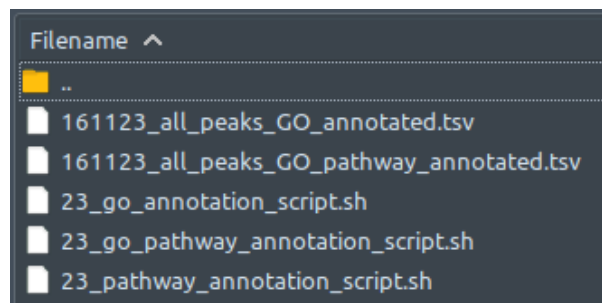 Filename
..
161123_all_peaks_GO_annotated.tsv
161123_all_peaks_GO_pathway_annotated.tsv
23_go_annotation_script.sh
23_go_pathway_annotation_script.sh
23_pathway_annotation_script.sh